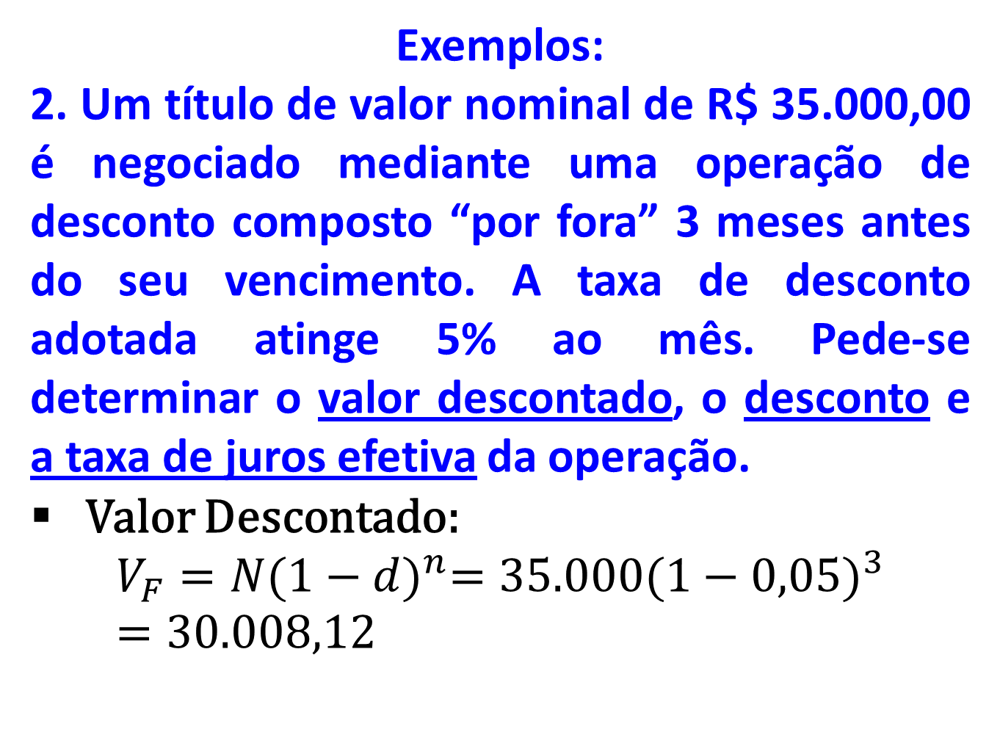 Exemplos:
2. Um título de valor nominal de R$ 35.000,00
é negociado mediante uma operação de
desconto composto “por fora” 3 meses antes
do seu vencimento. A taxa de desconto
adotada atinge 5% ao mês. Pede-se
determinar o valor descontado, o desconto e
a taxa de juros efetiva da operação.
▪ Valor Descontado:
V_F = N(1 − d)^n = 35.000(1 − 0,05)^3
= 30.008,12